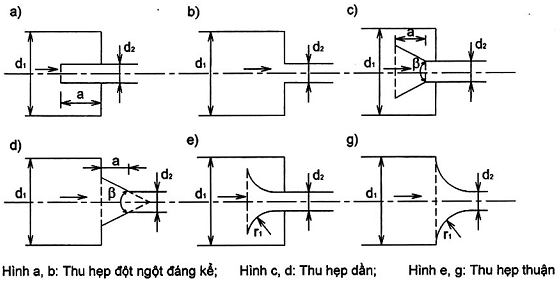 a)
b)
c)
d₁
d₂
a
d₁
d₂
d₁
a
β
d₂
d)
e)
g)
d₁
a
β
d₂
d₁
r₁
d₂
d₁
r₁
d₂
Hình a, b: Thu hẹp đột ngột đáng kể; Hình c, d: Thu hẹp dần; Hình e, g: Thu hẹp thuận